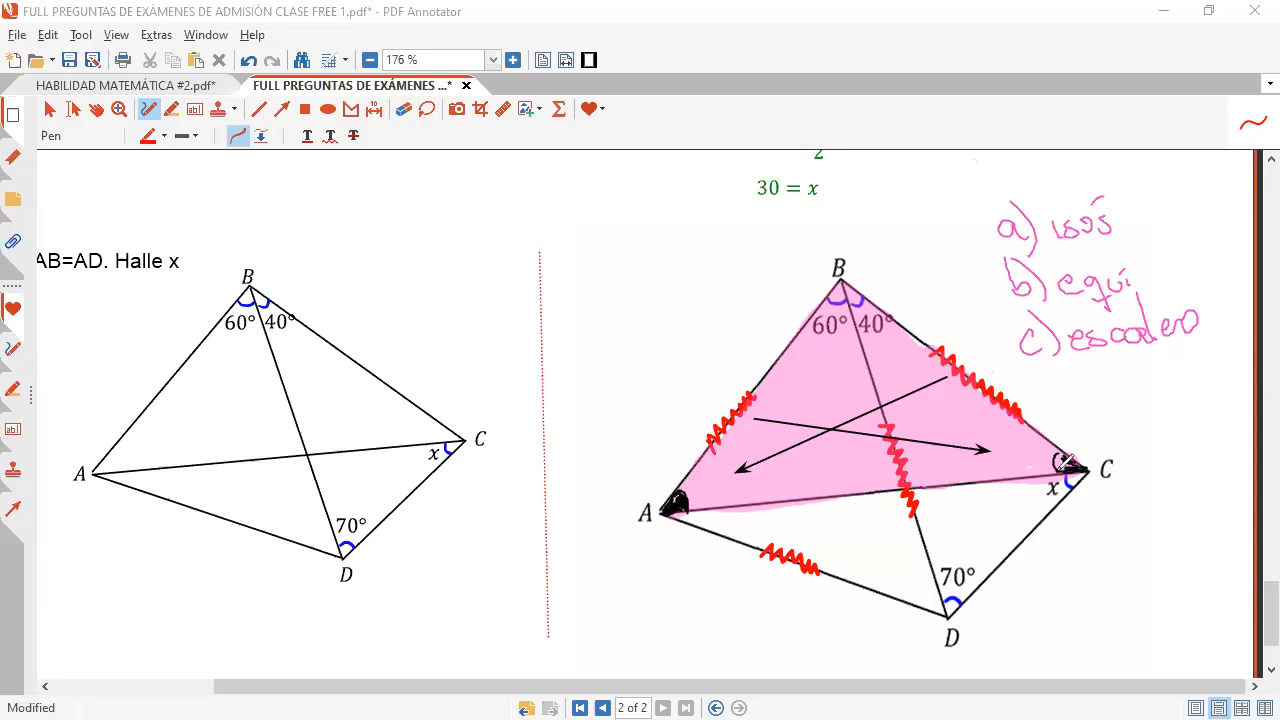 FULL PREGUNTAS DE EXÁMENES DE ADMISIÓN CLASE FREE 1.pdf* - PDF Annotator
File Edit Tool View Extras Window Help
176 %
HABILIDAD MATEMÁTICA #2.pdf*
FULL PREGUNTAS DE EXÁMENES ...*
Pen
2
30 = x
a) isós
b) equi
c) escaleno
AB=AD. Halle x
B
60° 40°
A
C
x
70°
D
B
60° 40°
A
C
x
70°
D
Modified
2 of 2